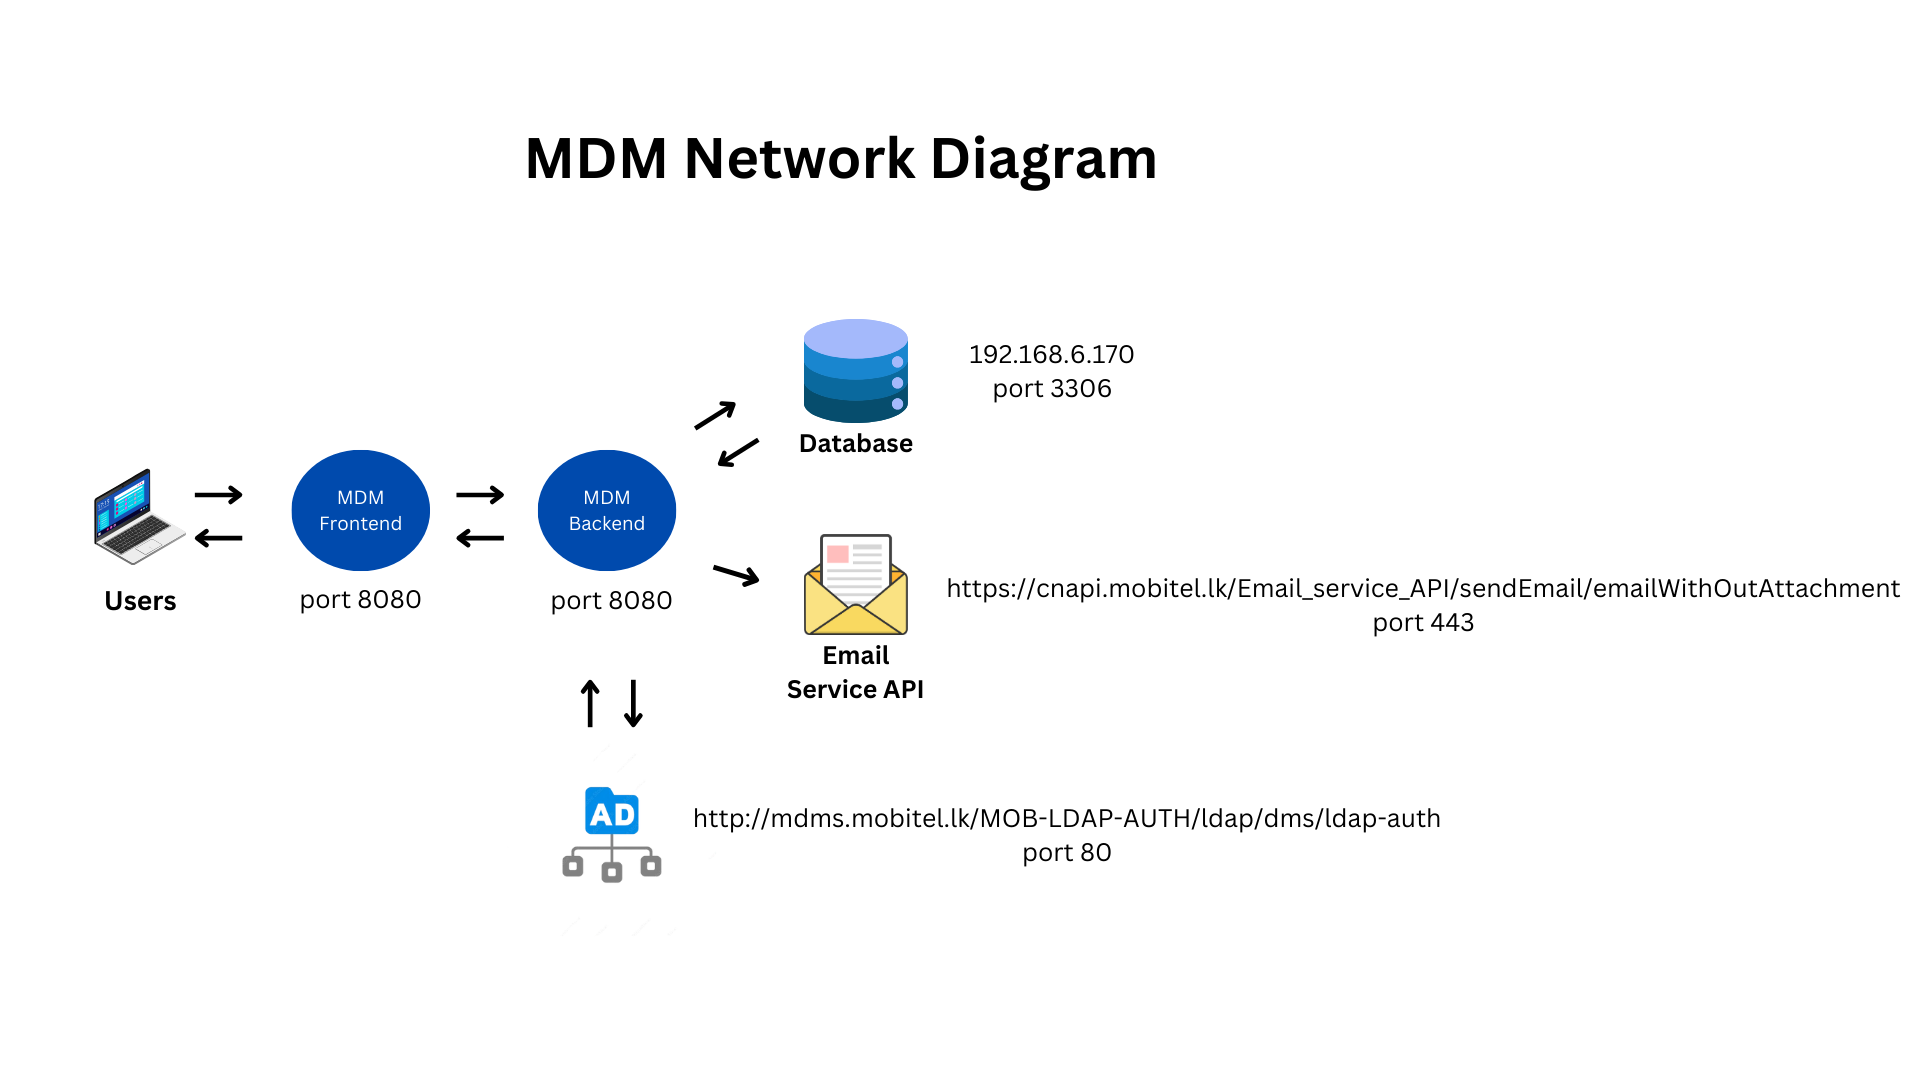 MDM Network Diagram
192.168.6.170
port 3306
Database
MDM
Frontend
MDM
Backend
Users
port 8080
port 8080
https://cnapi.mobitel.lk/Email_service_API/sendEmail/emailWithOutAttachment
port 443
Email
Service API
AD
http://mdms.mobitel.lk/MOB-LDAP-AUTH/ldap/dms/ldap-auth
port 80